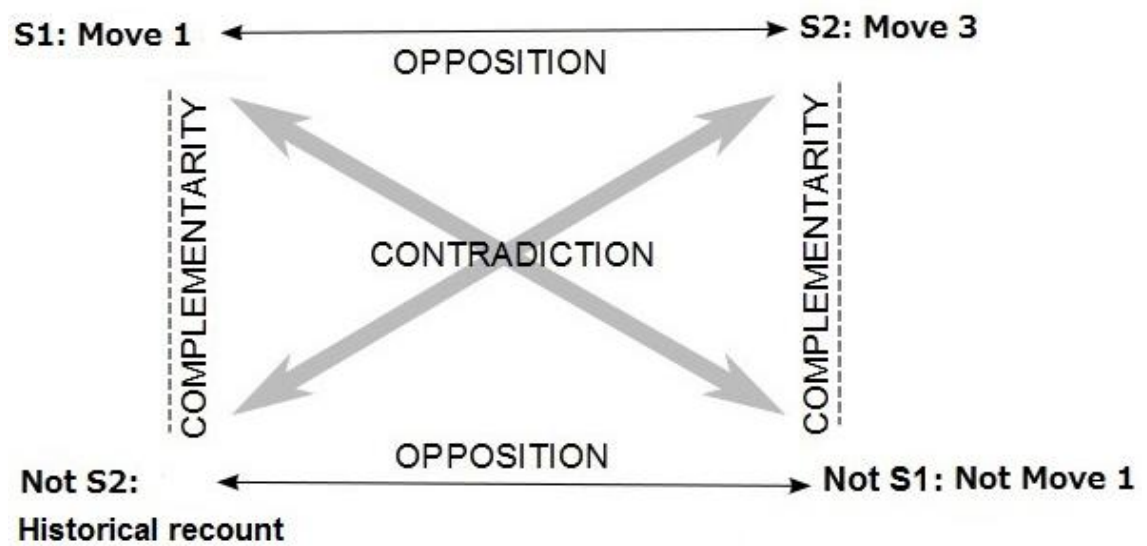 S1: Move 1
S2: Move 3
OPPOSITION
COMPLEMENTARITY
COMPLEMENTARITY
CONTRADICTION
OPPOSITION
Not S2:
Not S1: Not Move 1
Historical recount